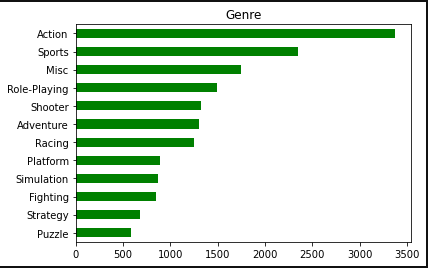 Genre
Action
Sports
Misc
Role-Playing
Shooter
Adventure
Racing
Platform
Simulation
Fighting
Strategy
Puzzle
0 500 1000 1500 2000 2500 3000 3500